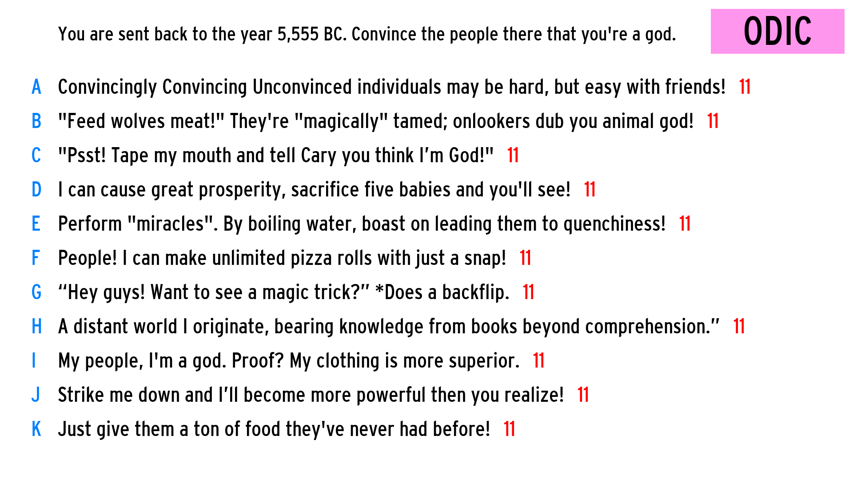 You are sent back to the year 5,555 BC. Convince the people there that you're a god. ODIC
A Convincingly Convincing Unconvinced individuals may be hard, but easy with friends! 11
B "Feed wolves meat!" They're "magically" tamed; onlookers dub you animal god! 11
C "Psst! Tape my mouth and tell Cary you think I’m God!" 11
D I can cause great prosperity, sacrifice five babies and you'll see! 11
E Perform "miracles". By boiling water, boast on leading them to quenchiness! 11
F People! I can make unlimited pizza rolls with just a snap! 11
G “Hey guys! Want to see a magic trick?” *Does a backflip. 11
H A distant world I originate, bearing knowledge from books beyond comprehension.” 11
I My people, I'm a god. Proof? My clothing is more superior. 11
J Strike me down and I’ll become more powerful then you realize! 11
K Just give them a ton of food they've never had before! 11